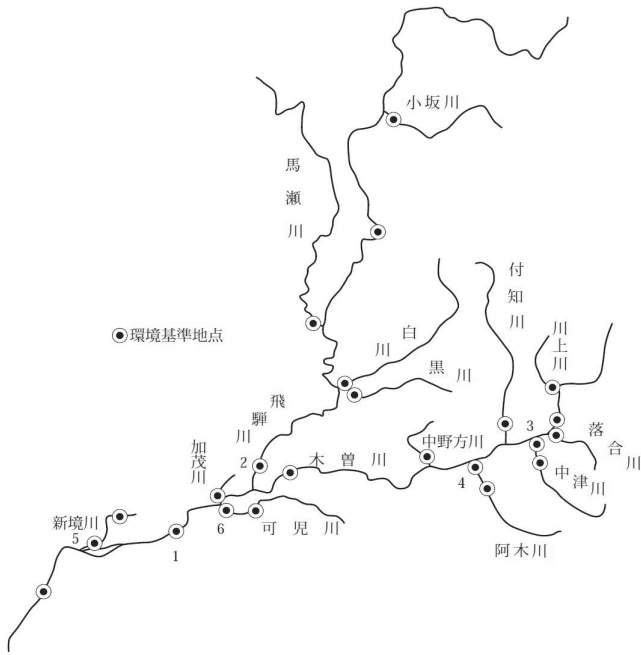 小坂川
馬瀬川
付知川
環境基準地点
白川
川上川
黒川
飛騨川
落合川
3
中野方川
加茂川
2
木曽川
中津川
4
新境川
5
6
可児川
1
阿木川